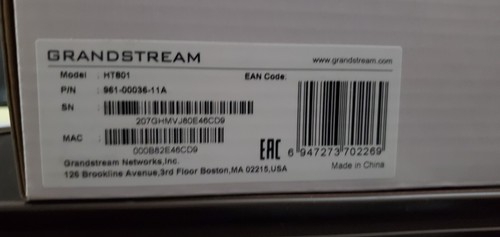 GRANDSTREAM
www.grandstream.com
Model : HT801
EAN Code:
P/N : 961-00036-11A
SN :
207GHMVJ60E46CD9
MAC :
000B82E46CD9
EAC
6 947273 702269
Grandstream Networks,Inc.
126 Brookline Avenue,3rd Floor Boston,MA 02215,USA
Made in China